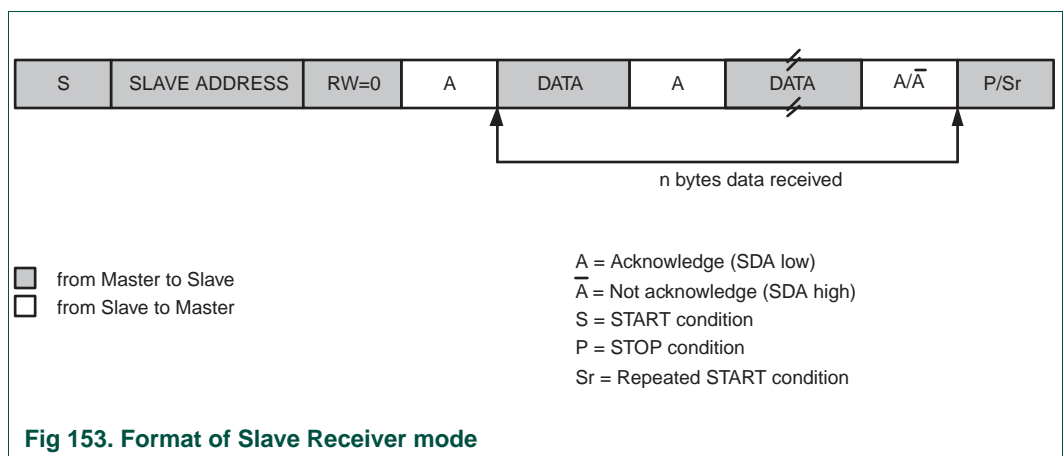 S SLAVE ADDRESS RW=0 A DATA A DATA A/A̅ P/Sr
n bytes data received
from Master to Slave
from Slave to Master
A = Acknowledge (SDA low)
A̅ = Not acknowledge (SDA high)
S = START condition
P = STOP condition
Sr = Repeated START condition
Fig 153. Format of Slave Receiver mode